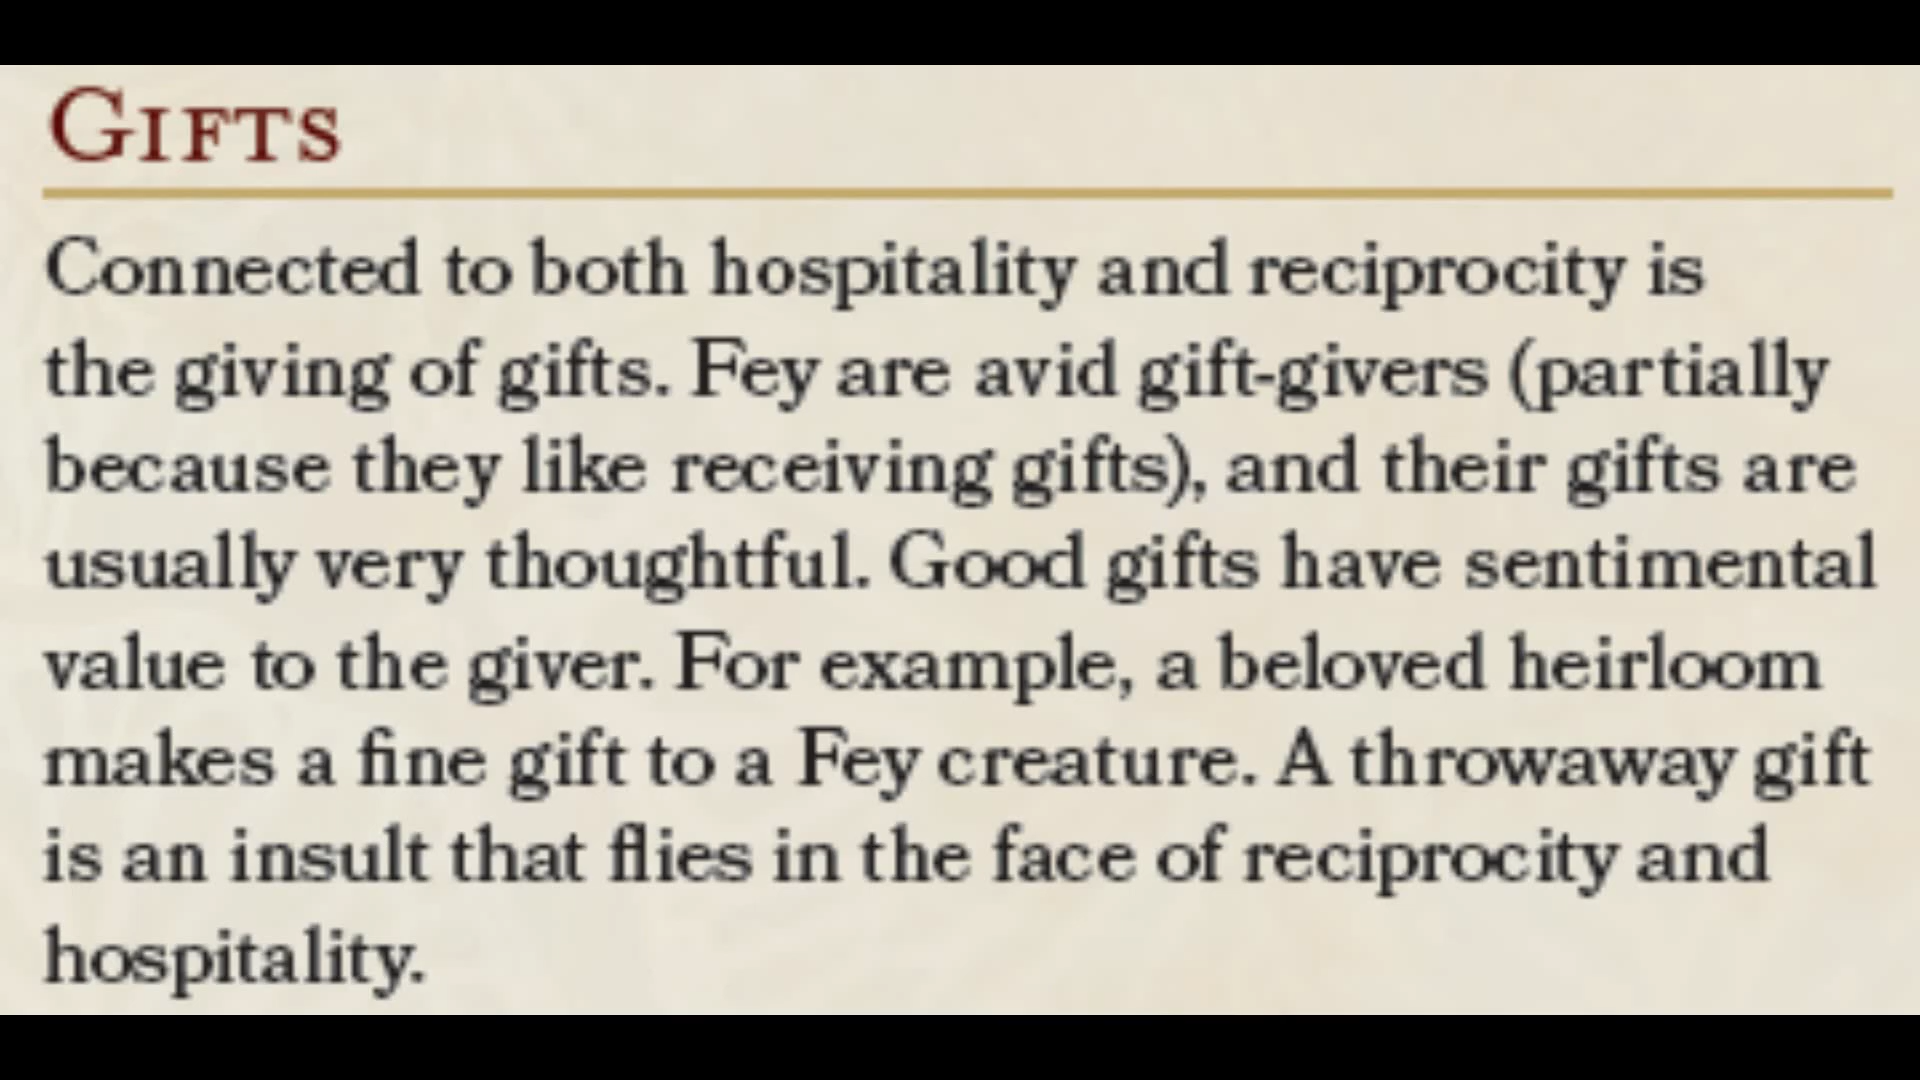 Gifts
Connected to both hospitality and reciprocity is
the giving of gifts. Fey are avid gift-givers (partially
because they like receiving gifts), and their gifts are
usually very thoughtful. Good gifts have sentimental
value to the giver. For example, a beloved heirloom
makes a fine gift to a Fey creature. A throwaway gift
is an insult that flies in the face of reciprocity and
hospitality.